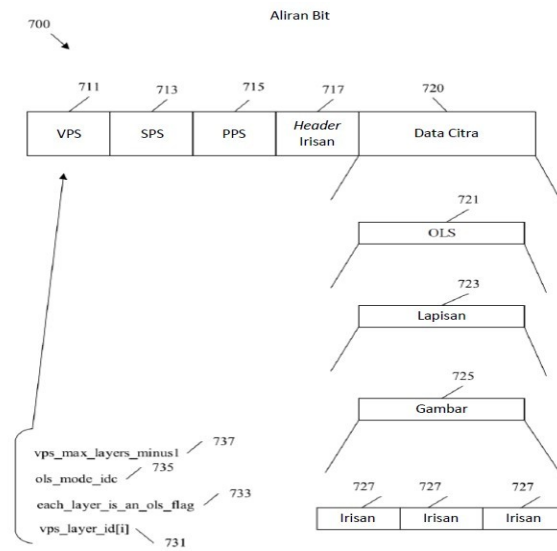 Aliran Bit
700
711 713 715 717 720
VPS SPS PPS Header Irisan Data Citra
721
OLS
723
Lapisan
725
Gambar
vps_max_layers_minus1 737
ols_mode_idc 735
each_layer_is_an_ols_flag 733
vps_layer_id[i] 731
727 727 727
Irisan Irisan Irisan